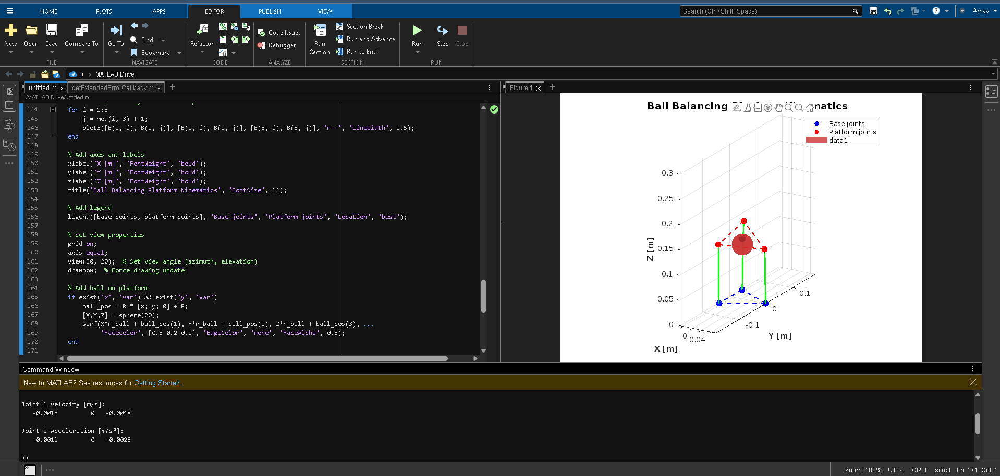 HOME PLOTS APPS EDITOR PUBLISH VIEW Search (Ctrl+Shift+Space) Arnav
New Open Save Compare To
FILE
Go To Find Bookmark
NAVIGATE
Refactor
CODE
Code Issues
Debugger
ANALYZE
Run Section
Section Break
Run and Advance
Run to End
SECTION
Run Step Stop
RUN
/ > MATLAB Drive
untitled.m getExtendedErrorCallback.m
/MATLAB Drive/untitled.m
144 for i = 1:3
145 j = mod(i, 3) + 1;
146 plot3([B(1, i), B(1, j)], [B(2, i), B(2, j)], [B(3, i), B(3, j)], 'r--', 'LineWidth', 1.5);
147 end
148
149 % Add axes and labels
150 xlabel('X [m]', 'FontWeight', 'bold');
151 ylabel('Y [m]', 'FontWeight', 'bold');
152 zlabel('Z [m]', 'FontWeight', 'bold');
153 title('Ball Balancing Platform Kinematics', 'FontSize', 14);
154
155 % Add legend
156 legend([base_points, platform_points], 'Base joints', 'Platform joints', 'Location', 'best');
157
158 % Set view properties
159 grid on;
160 axis equal;
161 view(30, 20); % Set view angle (azimuth, elevation)
162 drawnow; % Force drawing update
163
164 % Add ball on platform
165 if exist('x', 'var') && exist('y', 'var')
166 ball_pos = R * [x; y; 0] + P;
167 [X,Y,Z] = sphere(20);
168 surf(X*r_ball + ball_pos(1), Y*r_ball + ball_pos(2), Z*r_ball + ball_pos(3), ...
169 'FaceColor', [0.8 0.2 0.2], 'EdgeColor', 'none', 'FaceAlpha', 0.8);
170 end
171
Figure 1
Ball Balancing
Base joints
Platform joints
data1
0.3
0.25
0.2
0.15
0.1
0.05
0
Z [m]
0 0.04
X [m]
-0.1
0
0.1
Y [m]
Command Window
New to MATLAB? See resources for Getting Started.
Joint 1 Velocity [m/s]:
-0.0013 0 -0.0048
Joint 1 Acceleration [m/s²]:
-0.0011 0 -0.0023
>>
Zoom: 100% UTF-8 CRLF script Ln 171 Col 1